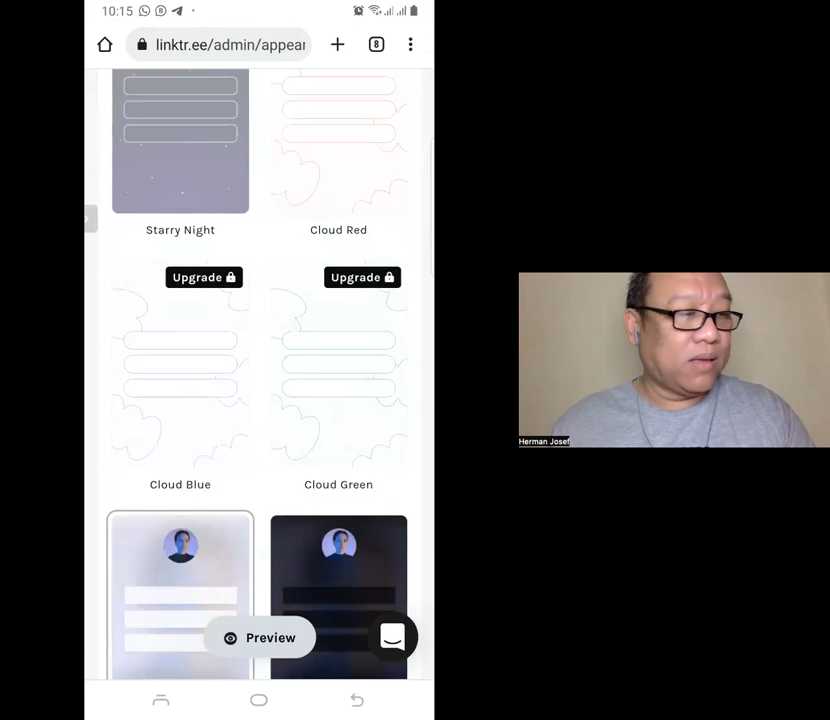 10:15
linktr.ee/admin/appear
8
Starry Night
Cloud Red
Upgrade
Upgrade
Cloud Blue
Cloud Green
Preview
Herman Josef